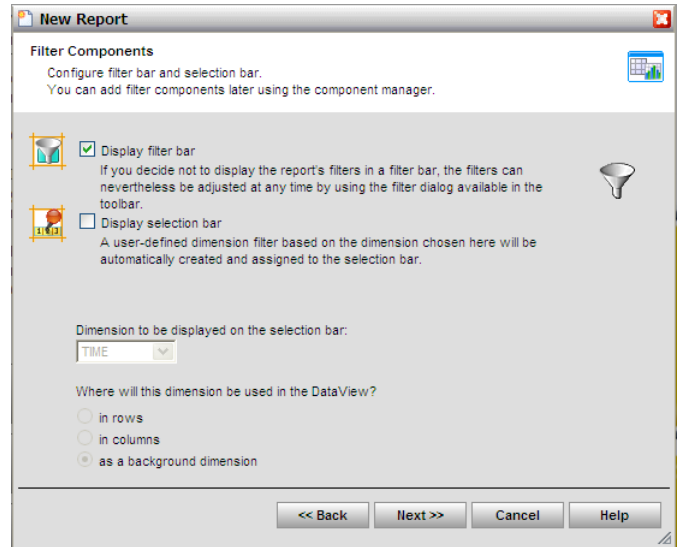 New Report
Filter Components
Configure filter bar and selection bar.
You can add filter components later using the component manager.
Display filter bar
If you decide not to display the report's filters in a filter bar, the filters can
nevertheless be adjusted at any time by using the filter dialog available in the
toolbar.
Display selection bar
A user-defined dimension filter based on the dimension chosen here will be
automatically created and assigned to the selection bar.
Dimension to be displayed on the selection bar:
TIME
Where will this dimension be used in the DataView?
in rows
in columns
as a background dimension
<< Back Next >> Cancel Help